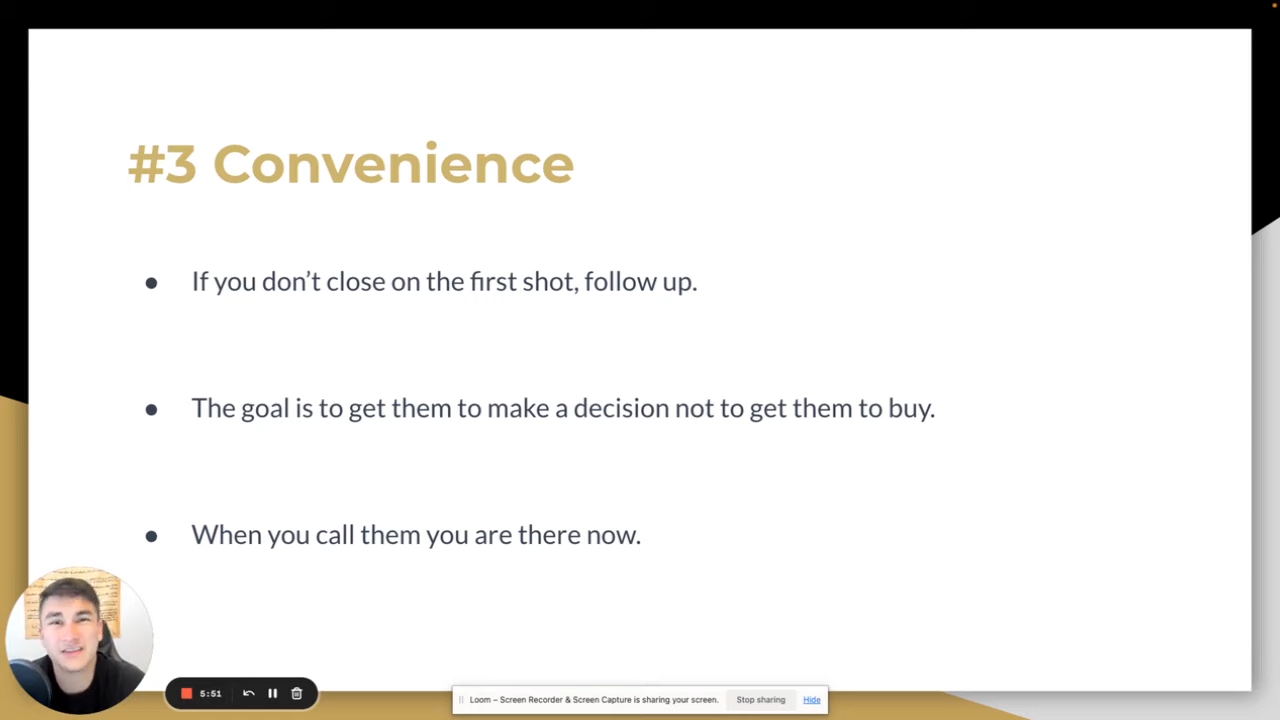 #3 Convenience
● If you don’t close on the first shot, follow up.
● The goal is to get them to make a decision not to get them to buy.
● When you call them you are there now.
5:51
Loom – Screen Recorder & Screen Capture is sharing your screen. Stop sharing Hide